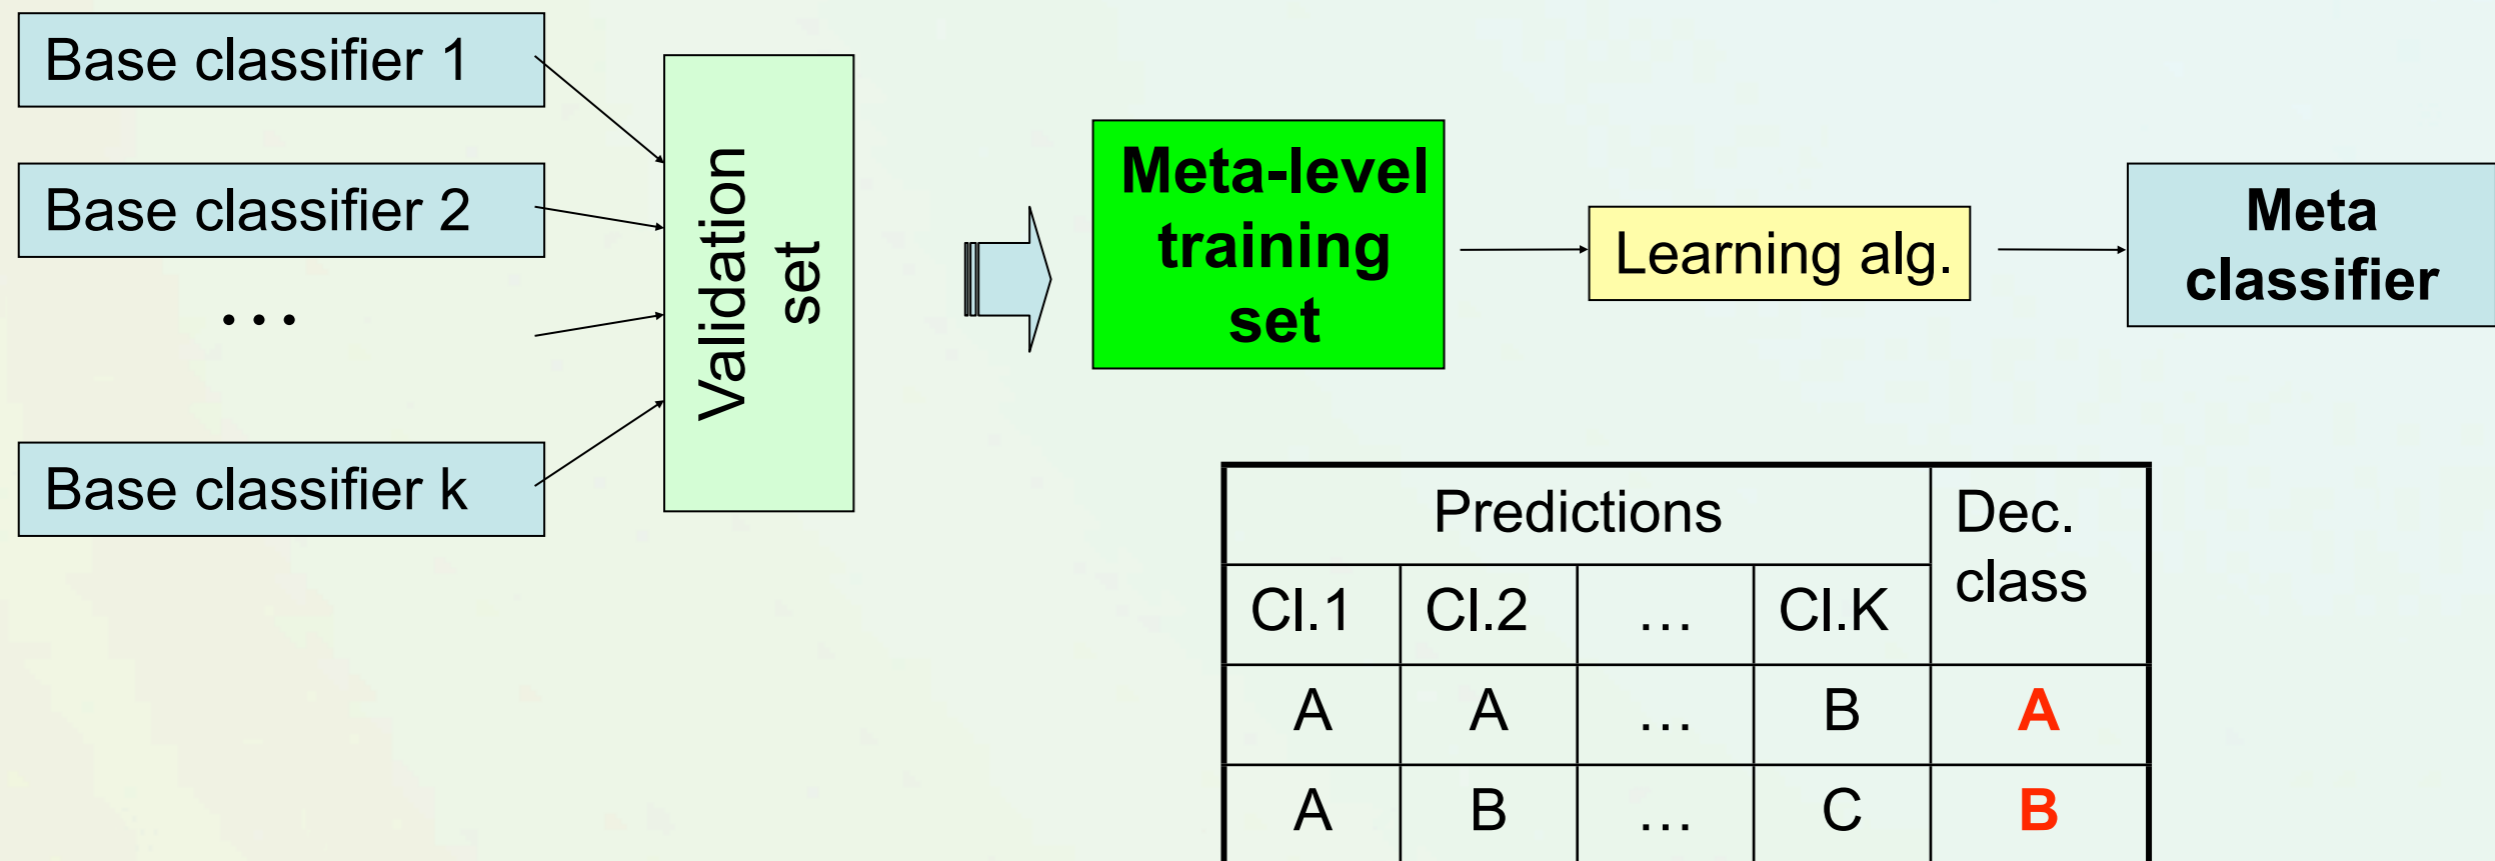 Base classifier 1
Base classifier 2
...
Base classifier k
Validation
set
Meta-level
training
set
Learning alg.
Meta
classifier
Predictions
Dec.
class
Cl.1 Cl.2 ... Cl.K
A A ... B A
A B ... C B